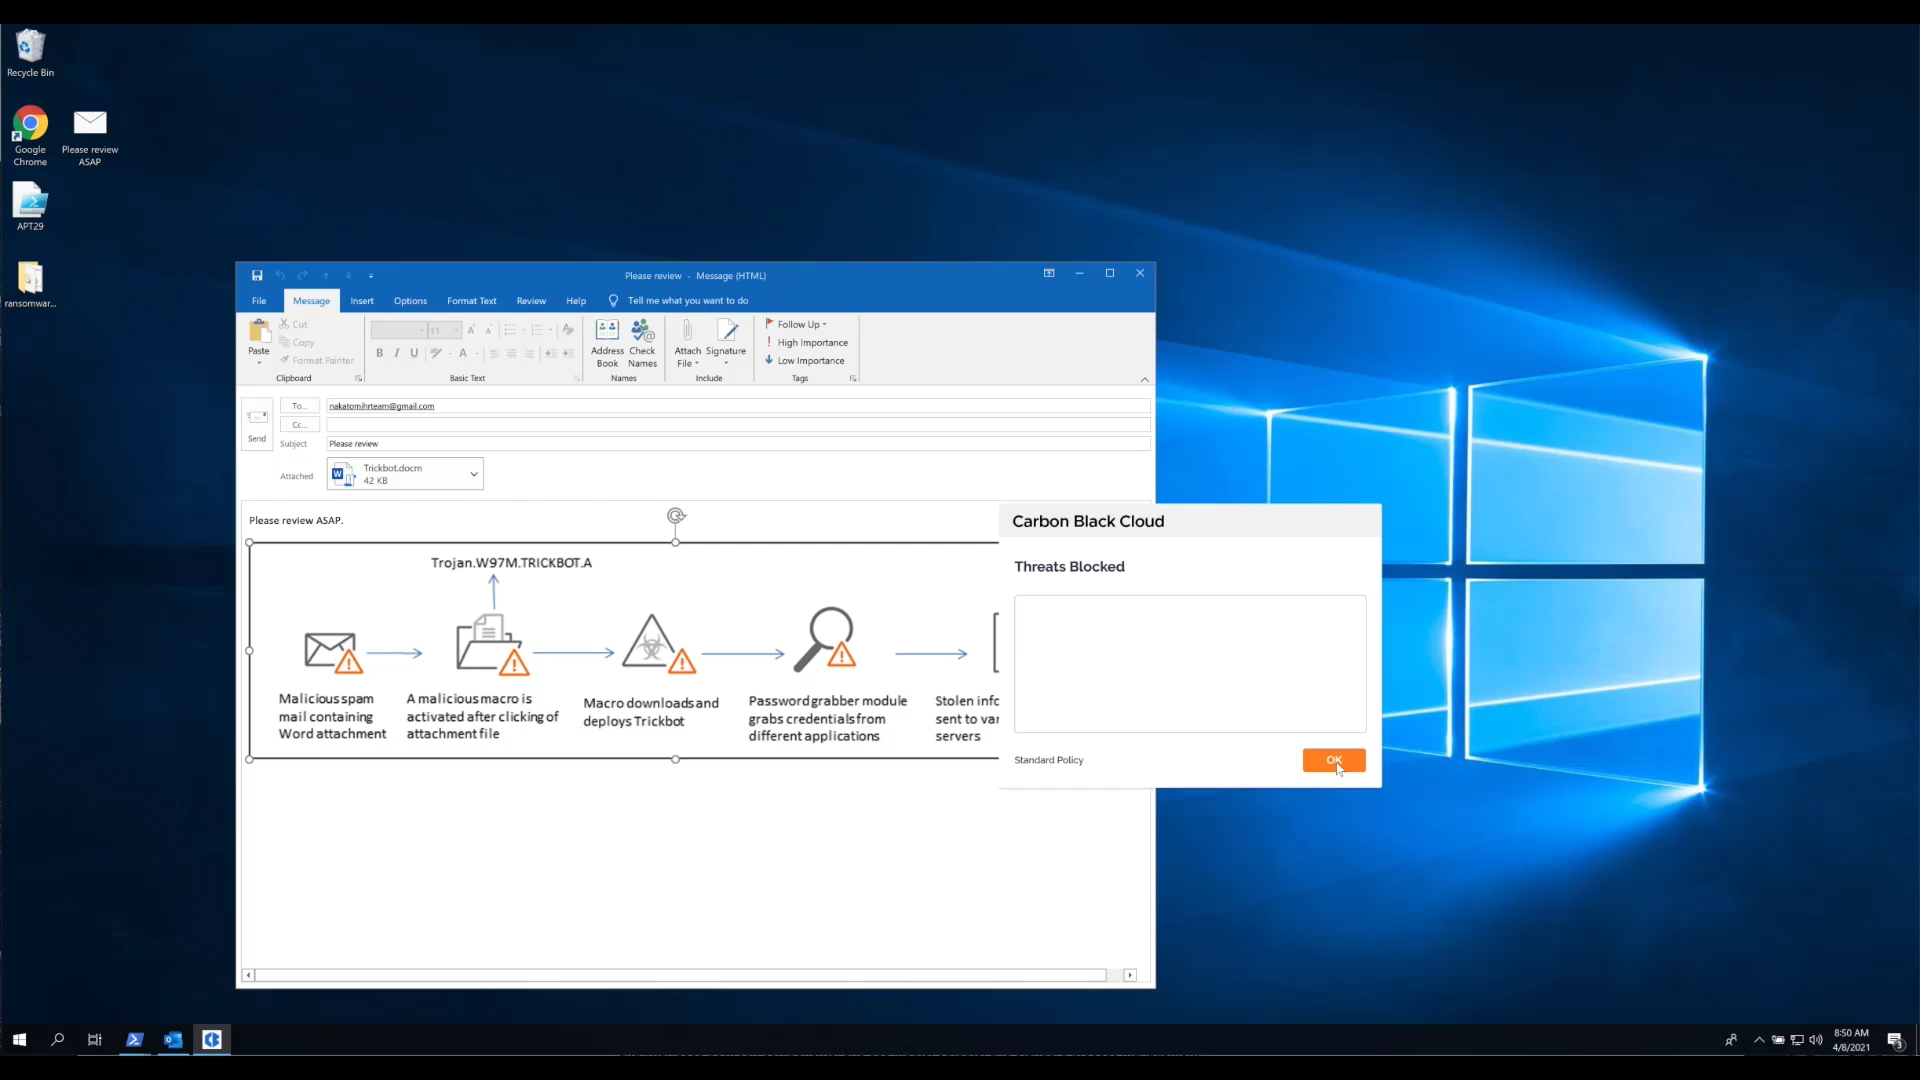 Recycle Bin
Google
Chrome
Please review
ASAP
APT29
ransomwar...
Please review - Message (HTML)
File
Message
Insert
Options
Format Text
Review
Help
Tell me what you want to do
Paste
Cut
Copy
Format Painter
Clipboard
11
B I U
A
Basic Text
Address
Book
Check
Names
Names
Attach
File
Signature
Include
Follow Up
High Importance
Low Importance
Tags
Send
To...
nakatomihrteam@gmail.com
Cc...
Subject
Please review
Attached
Trickbot.docm
42 KB
Please review ASAP.
Trojan.W97M.TRICKBOT.A
Malicious spam
mail containing
Word attachment
A malicious macro is
activated after clicking of
attachment file
Macro downloads and
deploys Trickbot
Password grabber module
grabs credentials from
different applications
Stolen info
sent to var
servers
Carbon Black Cloud
Threats Blocked
Standard Policy
OK
8:50 AM
4/8/2021
3